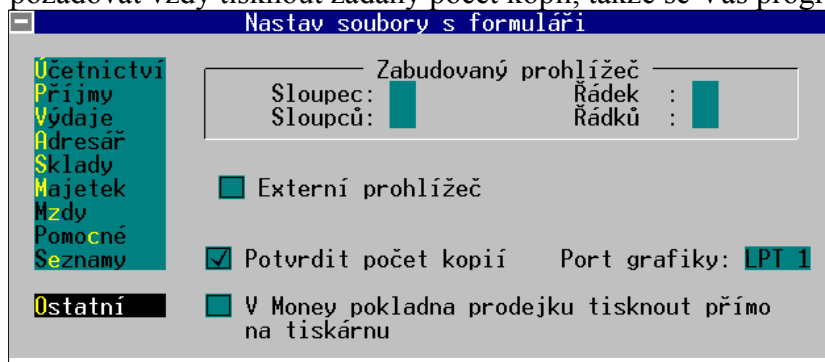 požadovat vždy tisknout žádaný počet kopií, takže se Vás progr
Nastav soubory s formuláři
Účetnictví
Příjmy
Výdaje
Adresář
Sklady
Majetek
Mzdy
Pomocné
Seznamy
Ostatní
Zabudovaný prohlížeč
Sloupec: Řádek :
Sloupců: Řádků :
Externí prohlížeč
Potvrdit počet kopií Port grafiky: LPT 1
V Money pokladna prodejku tisknout přímo
na tiskárnu